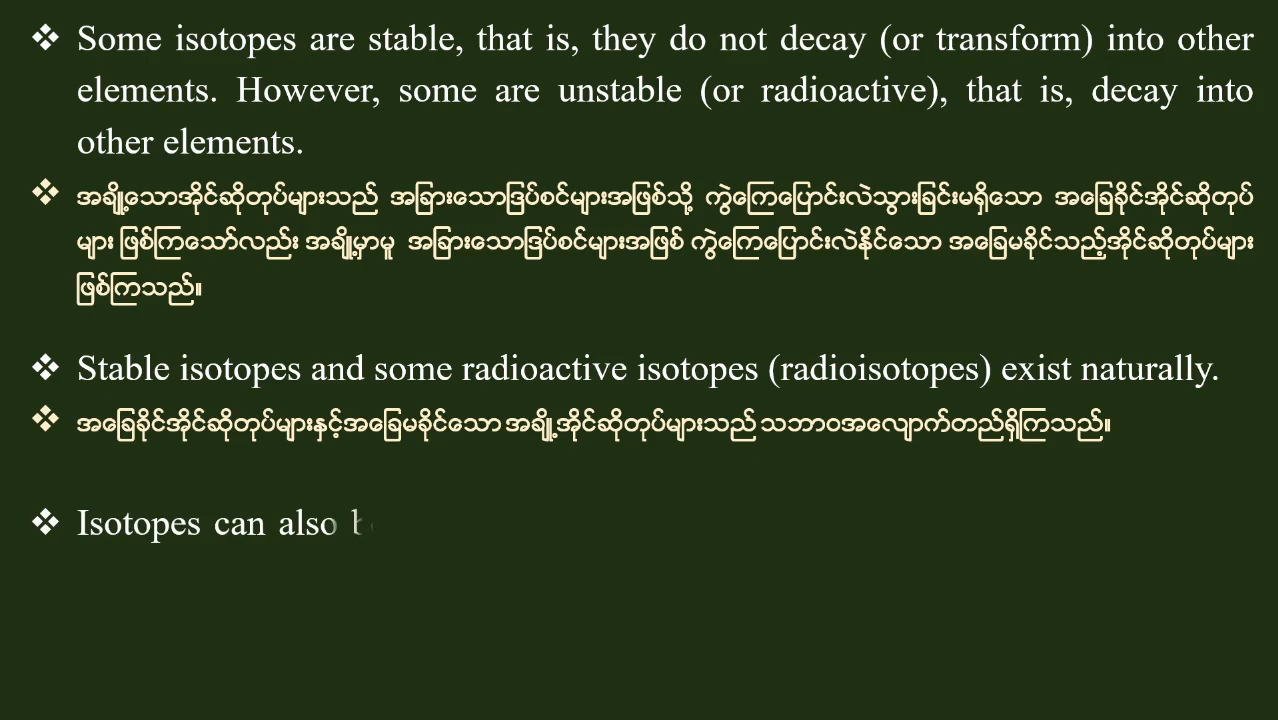 ❖ Some isotopes are stable, that is, they do not decay (or transform) into other
elements. However, some are unstable (or radioactive), that is, decay into
other elements.
❖ အချို့သောအိုင်ဆိုတုပ်များသည် အခြားသောဒြပ်စင်များအဖြစ်သို့ ကွဲကြေပြောင်းလဲသွားခြင်းမရှိသော အခြေခိုင်အိုင်ဆိုတုပ်
များ ဖြစ်ကြသော်လည်း အချို့မှာမူ အခြားသောဒြပ်စင်များအဖြစ် ကွဲကြေပြောင်းလဲနိုင်သော အခြေမခိုင်သည့်အိုင်ဆိုတုပ်များ
ဖြစ်ကြသည်။
❖ Stable isotopes and some radioactive isotopes (radioisotopes) exist naturally.
❖ အခြေခိုင်အိုင်ဆိုတုပ်များနှင့်အခြေမခိုင်သော အချို့အိုင်ဆိုတုပ်များသည် သဘာဝအလျောက်တည်ရှိကြသည်။
❖ Isotopes can also